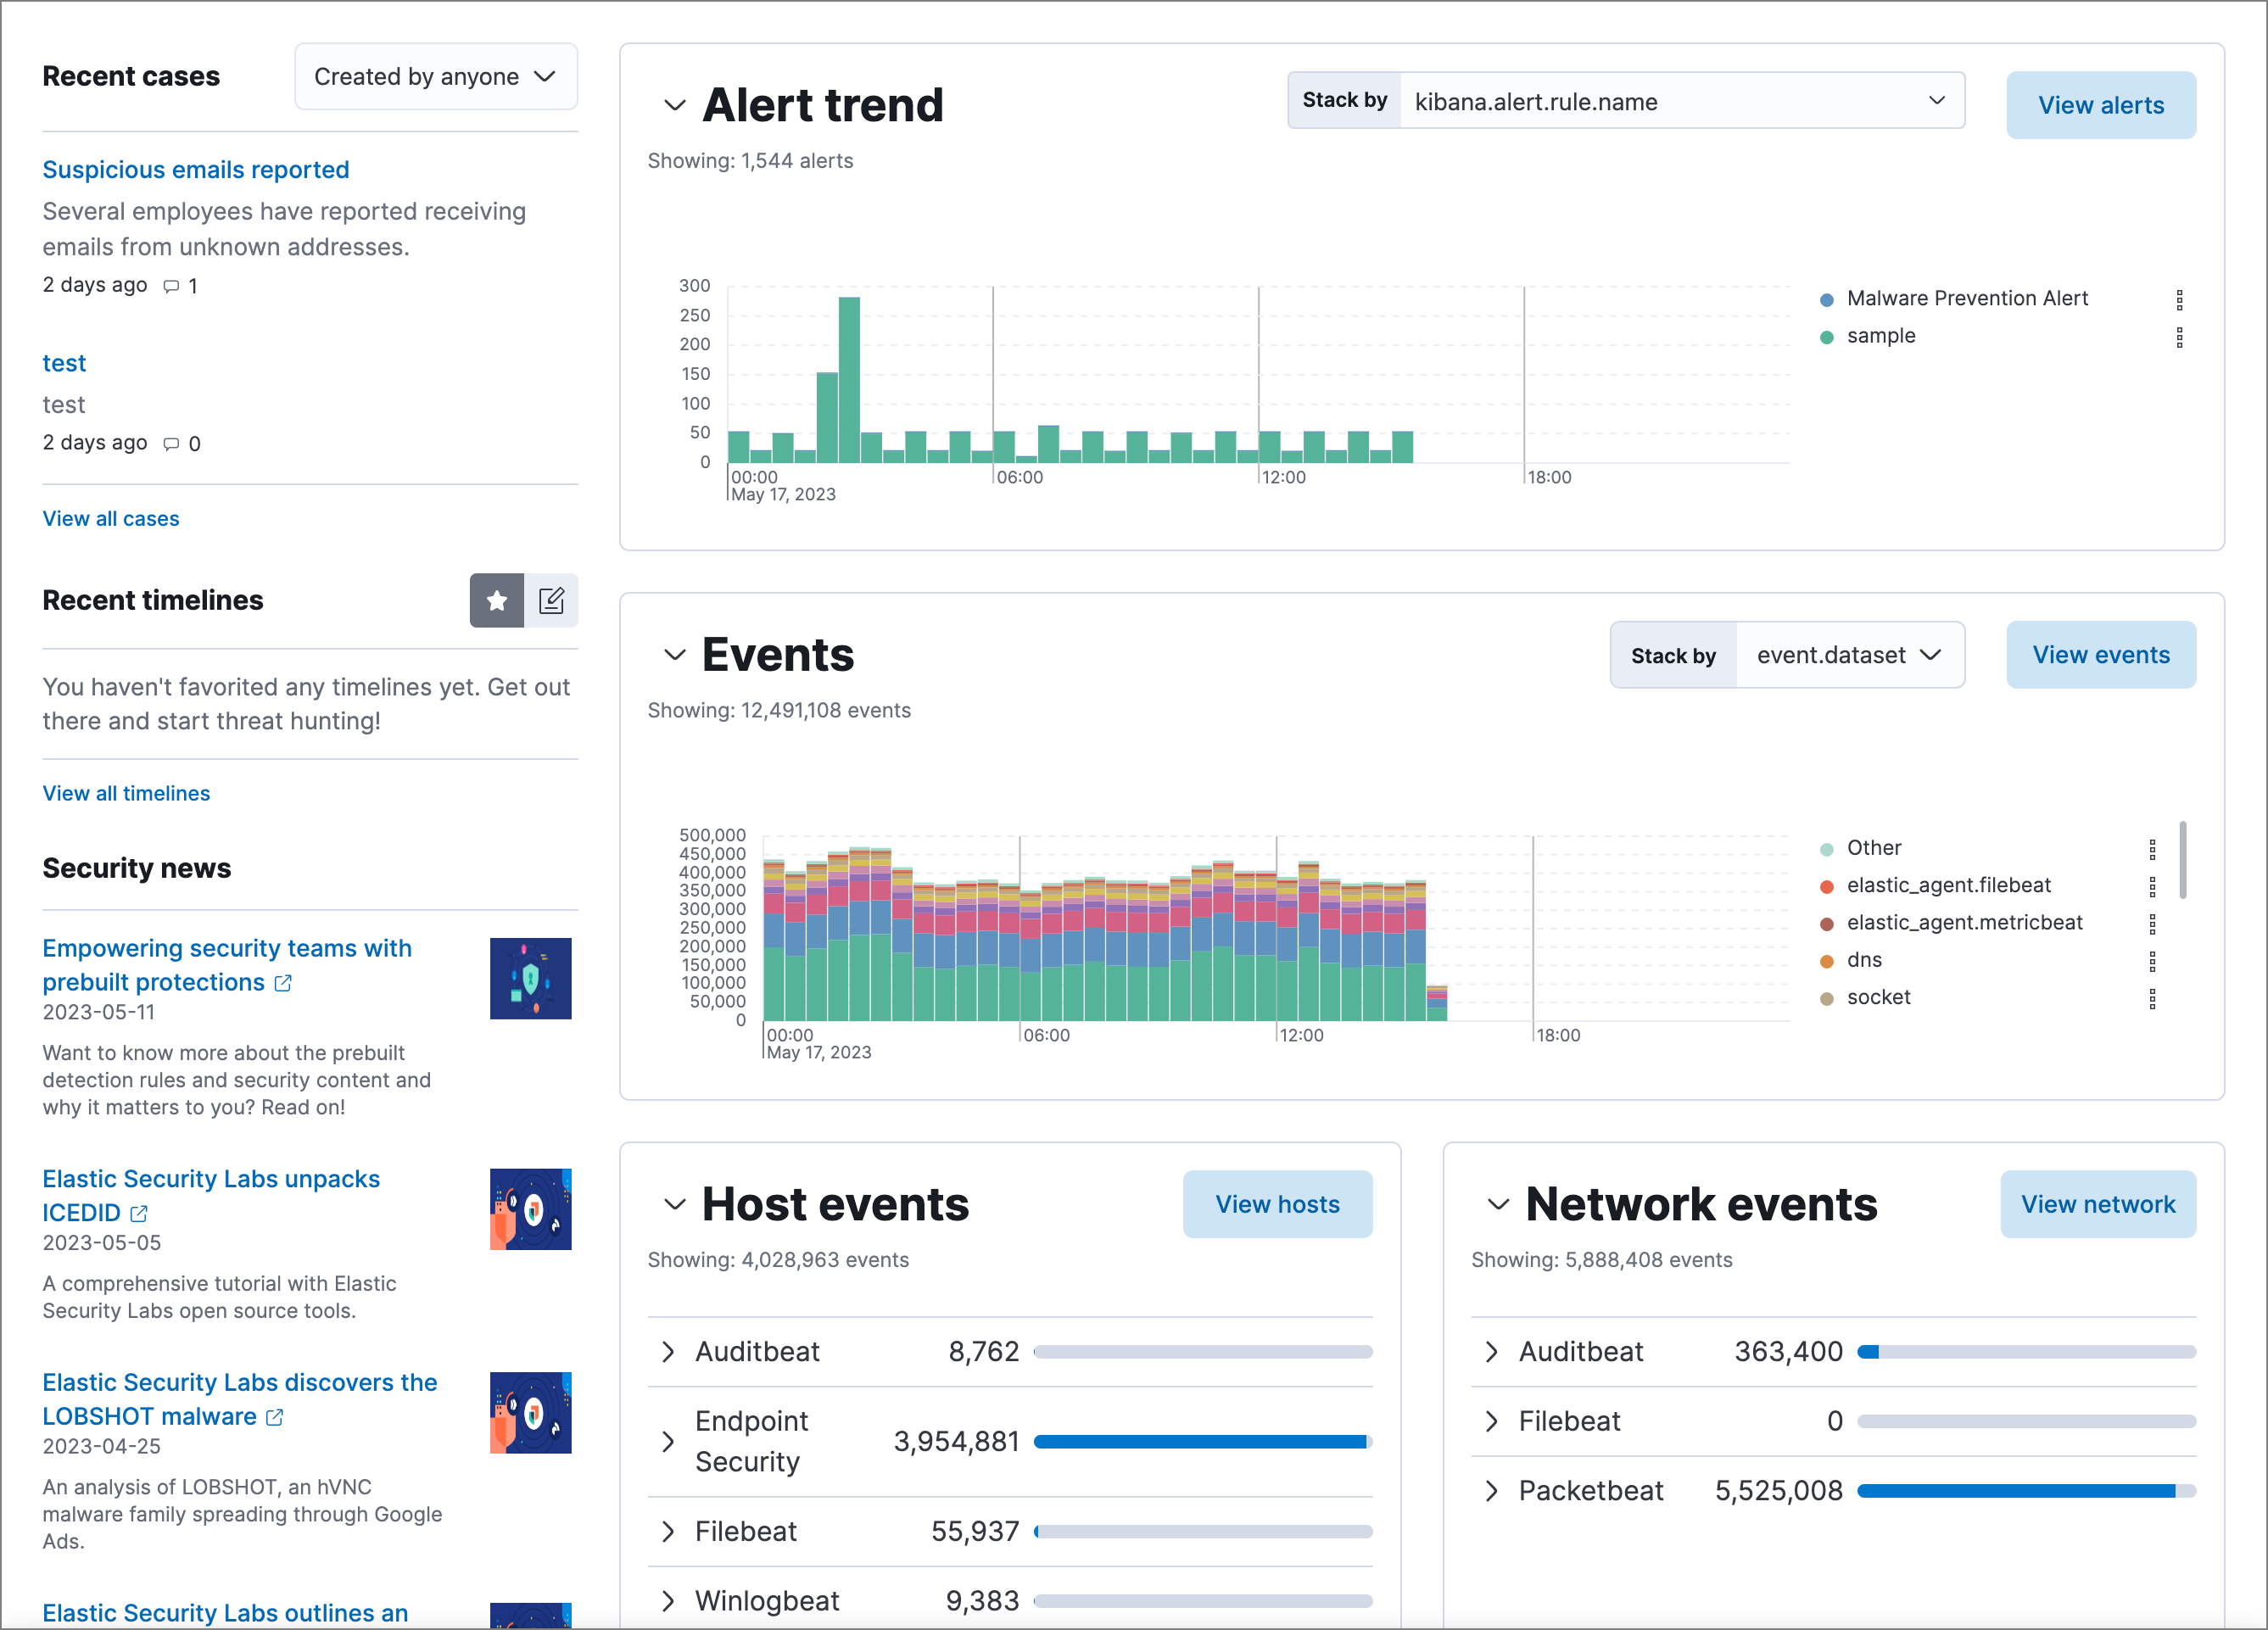 Recent cases
Created by anyone
Suspicious emails reported
Several employees have reported receiving
emails from unknown addresses.
2 days ago 1
test
test
2 days ago 0
View all cases
Recent timelines
You haven't favorited any timelines yet. Get out
there and start threat hunting!
View all timelines
Security news
Empowering security teams with
prebuilt protections
2023-05-11
Want to know more about the prebuilt
detection rules and security content and
why it matters to you? Read on!
Elastic Security Labs unpacks
ICEDID
2023-05-05
A comprehensive tutorial with Elastic
Security Labs open source tools.
Elastic Security Labs discovers the
LOBSHOT malware
2023-04-25
An analysis of LOBSHOT, an hVNC
malware family spreading through Google
Ads.
Elastic Security Labs outlines an
Alert trend
Stack by kibana.alert.rule.name
View alerts
Showing: 1,544 alerts
300
250
200
150
100
50
0
00:00 06:00 12:00 18:00
May 17, 2023
Malware Prevention Alert
sample
Events
Stack by event.dataset
View events
Showing: 12,491,108 events
500,000
450,000
400,000
350,000
300,000
250,000
200,000
150,000
100,000
50,000
0
00:00 06:00 12:00 18:00
May 17, 2023
Other
elastic_agent.filebeat
elastic_agent.metricbeat
dns
socket
Host events
View hosts
Showing: 4,028,963 events
Auditbeat 8,762
Endpoint
Security 3,954,881
Filebeat 55,937
Winlogbeat 9,383
Network events
View network
Showing: 5,888,408 events
Auditbeat 363,400
Filebeat 0
Packetbeat 5,525,008